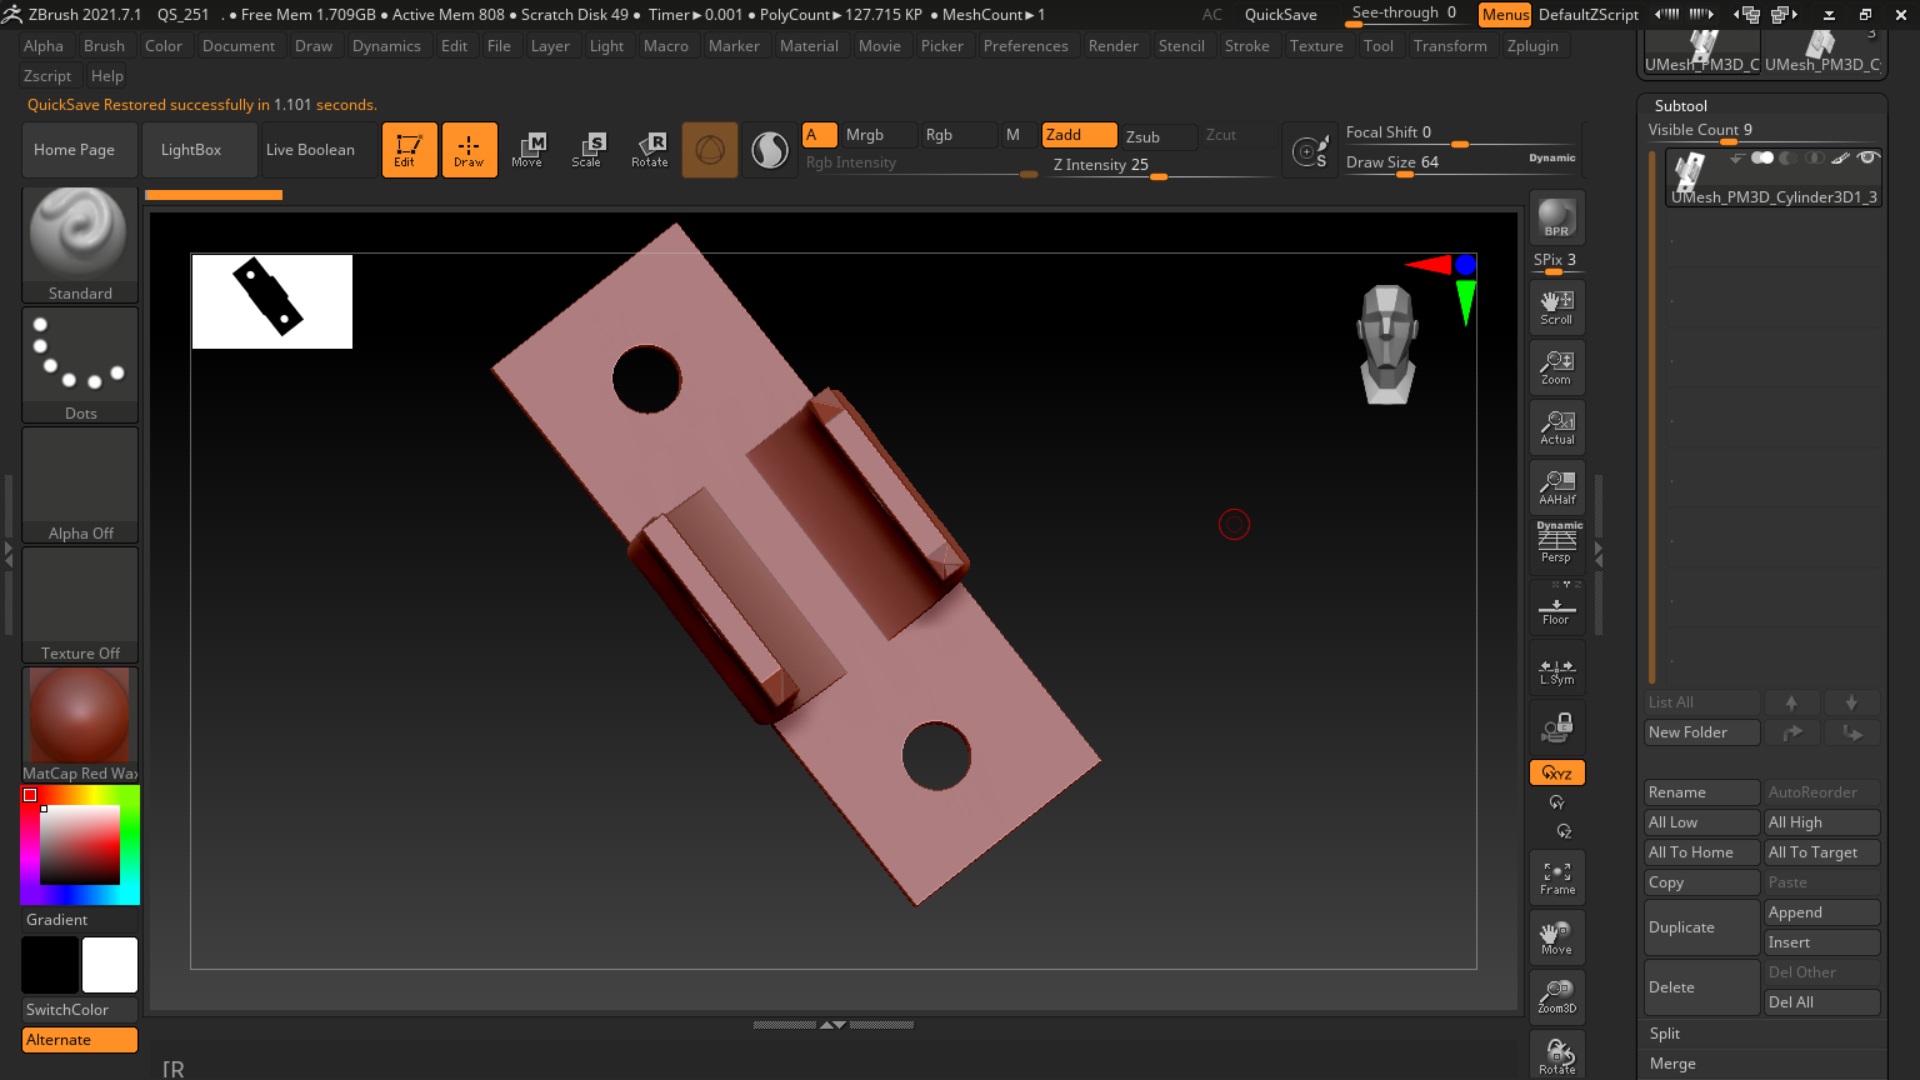 ZBrush 2021.7.1 QS_251 . • Free Mem 1.709GB • Active Mem 808 • Scratch Disk 49 • Timer►0.001 • PolyCount►127.715 KP • MeshCount►1 AC QuickSave See-through 0 Menus DefaultZScript
Alpha Brush Color Document Draw Dynamics Edit File Layer Light Macro Marker Material Movie Picker Preferences Render Stencil Stroke Texture Tool Transform Zplugin
Zscript Help
UMesh_PM3D_C UMesh_PM3D_C
3
QuickSave Restored successfully in 1.101 seconds.
Home Page LightBox Live Boolean Edit Draw Move Scale Rotate
M S R
A Mrgb Rgb M Zadd Zsub Zcut
Rgb Intensity Z Intensity 25
S
Focal Shift 0
Draw Size 64 Dynamic
Standard
Dots
Alpha Off
Texture Off
MatCap Red Wax
Gradient
SwitchColor
Alternate
BPR
SPix 3
Scroll
Zoom
x1
Actual
AAHalf
Dynamic
Persp
Floor
L.Sym
XYZ
Y
Z
Frame
Move
Zoom3D
Rotate
Subtool
Visible Count 9
UMesh_PM3D_Cylinder3D1_3
List All
New Folder
Rename AutoReorder
All Low All High
All To Home All To Target
Copy Paste
Duplicate Append
Insert
Delete Del Other
Del All
Split
Merge
[R